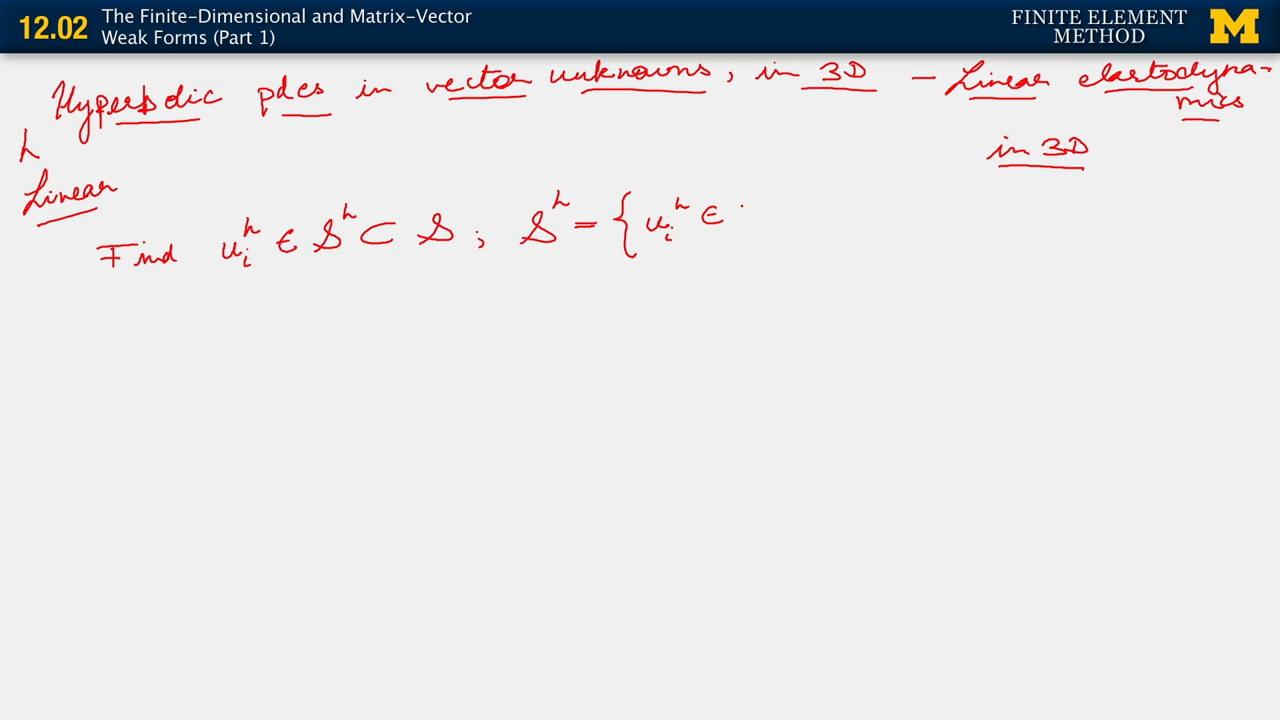 12.02 The Finite-Dimensional and Matrix-Vector
Weak Forms (Part 1)
FINITE ELEMENT
METHOD
M
Hyperbolic pdes in vector unknowns, in 3D – Linear elastodyna-
mics
in 3D
Linear
Find u_i^h ∈ S^h ⊂ S ; S^h = { u_i^h ∈